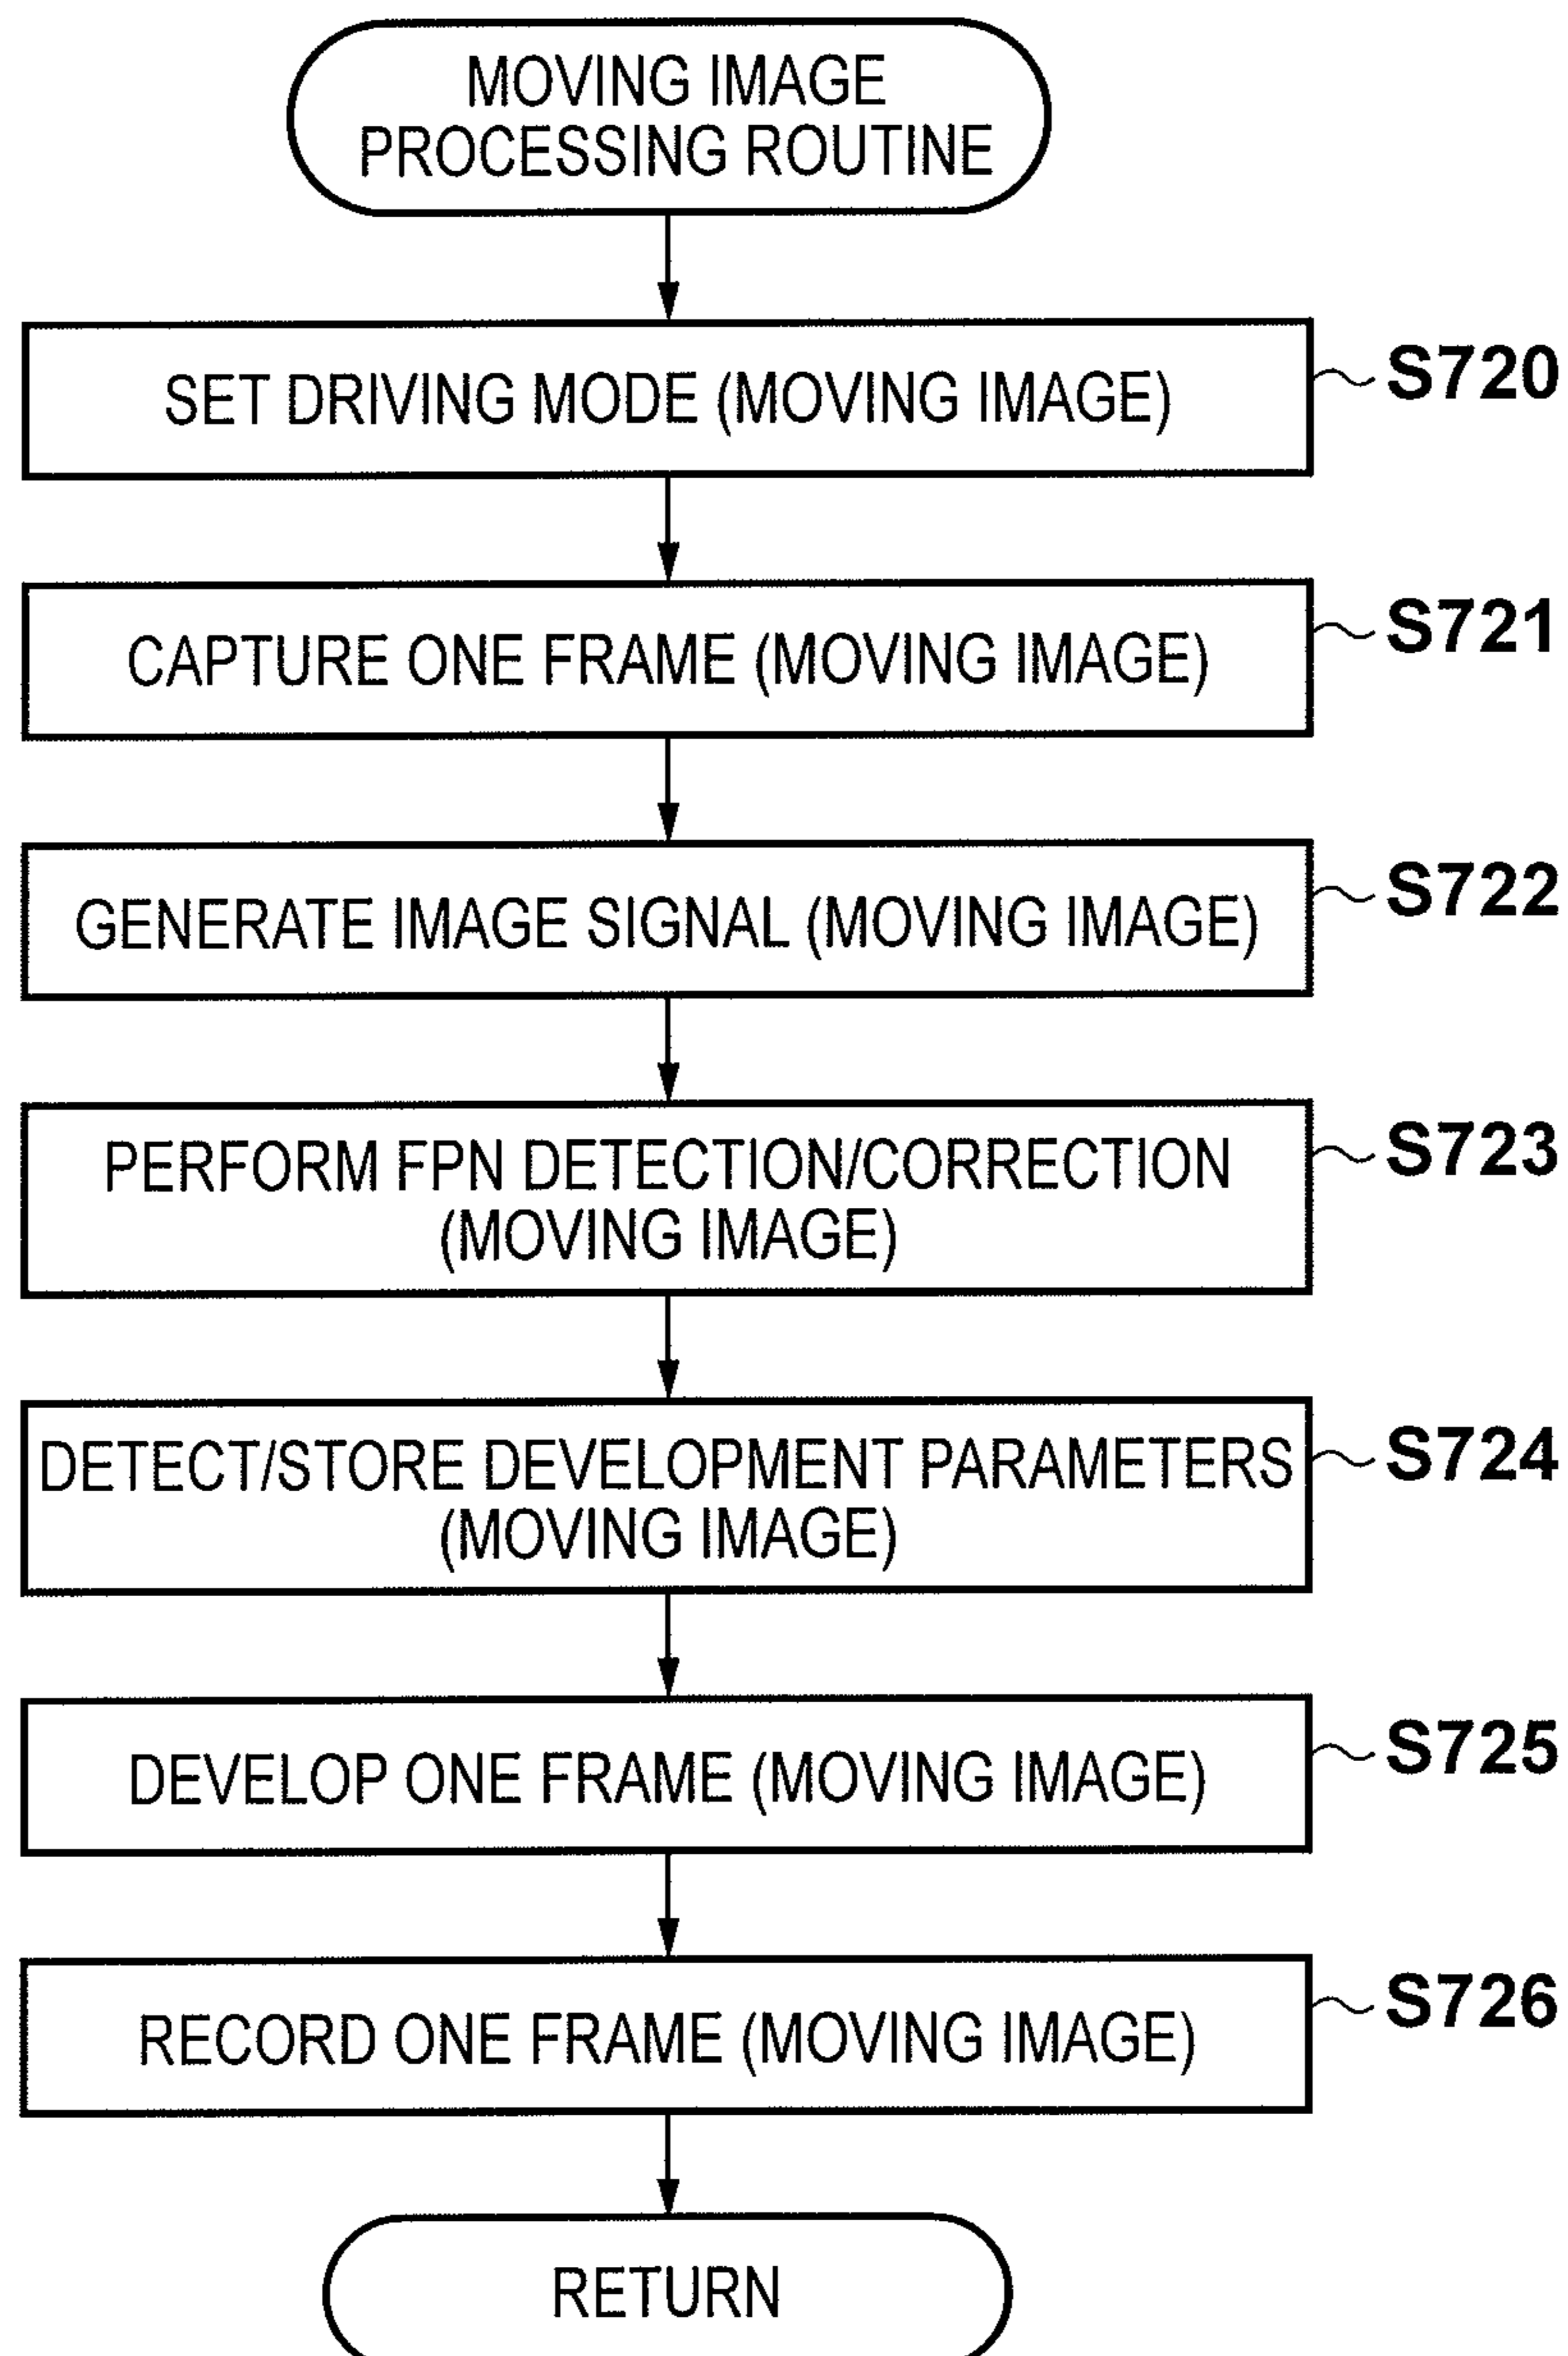 MOVING IMAGE
PROCESSING ROUTINE
SET DRIVING MODE (MOVING IMAGE)
S720
CAPTURE ONE FRAME (MOVING IMAGE)
S721
GENERATE IMAGE SIGNAL (MOVING IMAGE)
S722
PERFORM FPN DETECTION/CORRECTION
(MOVING IMAGE)
S723
DETECT/STORE DEVELOPMENT PARAMETERS
(MOVING IMAGE)
S724
DEVELOP ONE FRAME (MOVING IMAGE)
S725
RECORD ONE FRAME (MOVING IMAGE)
S726
RETURN